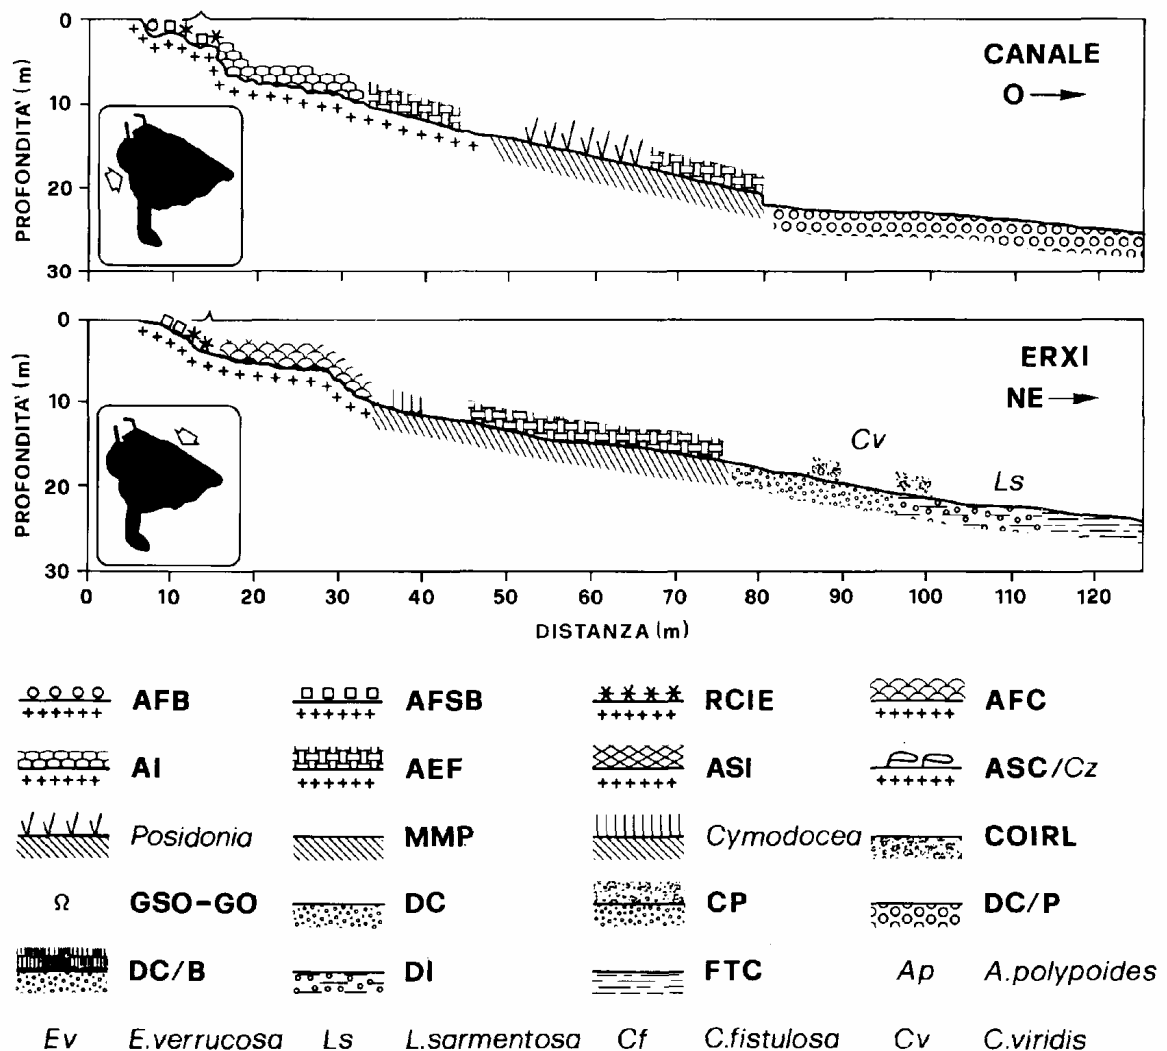 0
10
20
30
PROFONDITA' (m)
CANALE
O
0
10
20
30
PROFONDITA' (m)
ERXI
NE
Cv
Ls
0 10 20 30 40 50 60 70 80 90 100 110 120
DISTANZA (m)
AFB AFSB RCIE AFC
AI AEF ASI ASC/Cz
Posidonia MMP Cymodocea COIRL
Ω GSO-GO DC CP DC/P
DC/B DI FTC Ap A.polypoides
Ev E.verrucosa Ls L.sarmentosa Cf C.fistulosa Cv C.viridis